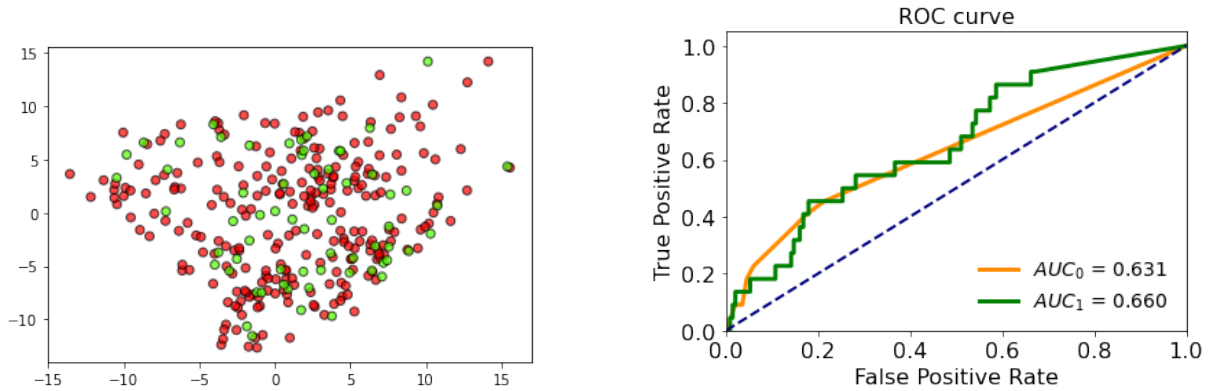 15
10
5
0
−5
−10
−15 −10 −5 0 5 10 15
ROC curve
True Positive Rate
1.0
0.8
0.6
0.4
0.2
0.0
AUC0 = 0.631
AUC1 = 0.660
0.0 0.2 0.4 0.6 0.8 1.0
False Positive Rate